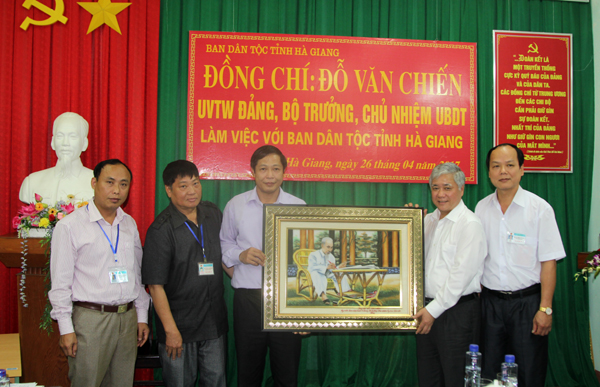 BAN DÂN TỘC TỈNH HÀ GIANG
ĐỒNG CHÍ: ĐỖ VĂN CHIẾN
UVTW ĐẢNG, BỘ TRƯỞNG, CHỦ NHIỆM UBDT
LÀM VIỆC VỚI BAN DÂN TỘC TỈNH HÀ GIANG
Hà Giang, ngày 26 tháng 04 năm
"...ĐOÀN KẾT LÀ
MỘT TRUYỀN THỐNG
CỰC KỲ QUÝ BÁU CỦA ĐẢNG
VÀ CỦA DÂN TA,
CÁC ĐỒNG CHÍ TỪ TRUNG ƯƠNG
ĐẾN CÁC CHI BỘ
CẦN PHẢI GIỮ GÌN
SỰ ĐOÀN KẾT,
NHẤT TRÍ CỦA ĐẢNG
NHƯ GIỮ GÌN CON NGƯƠI
CỦA MẮT MÌNH..."